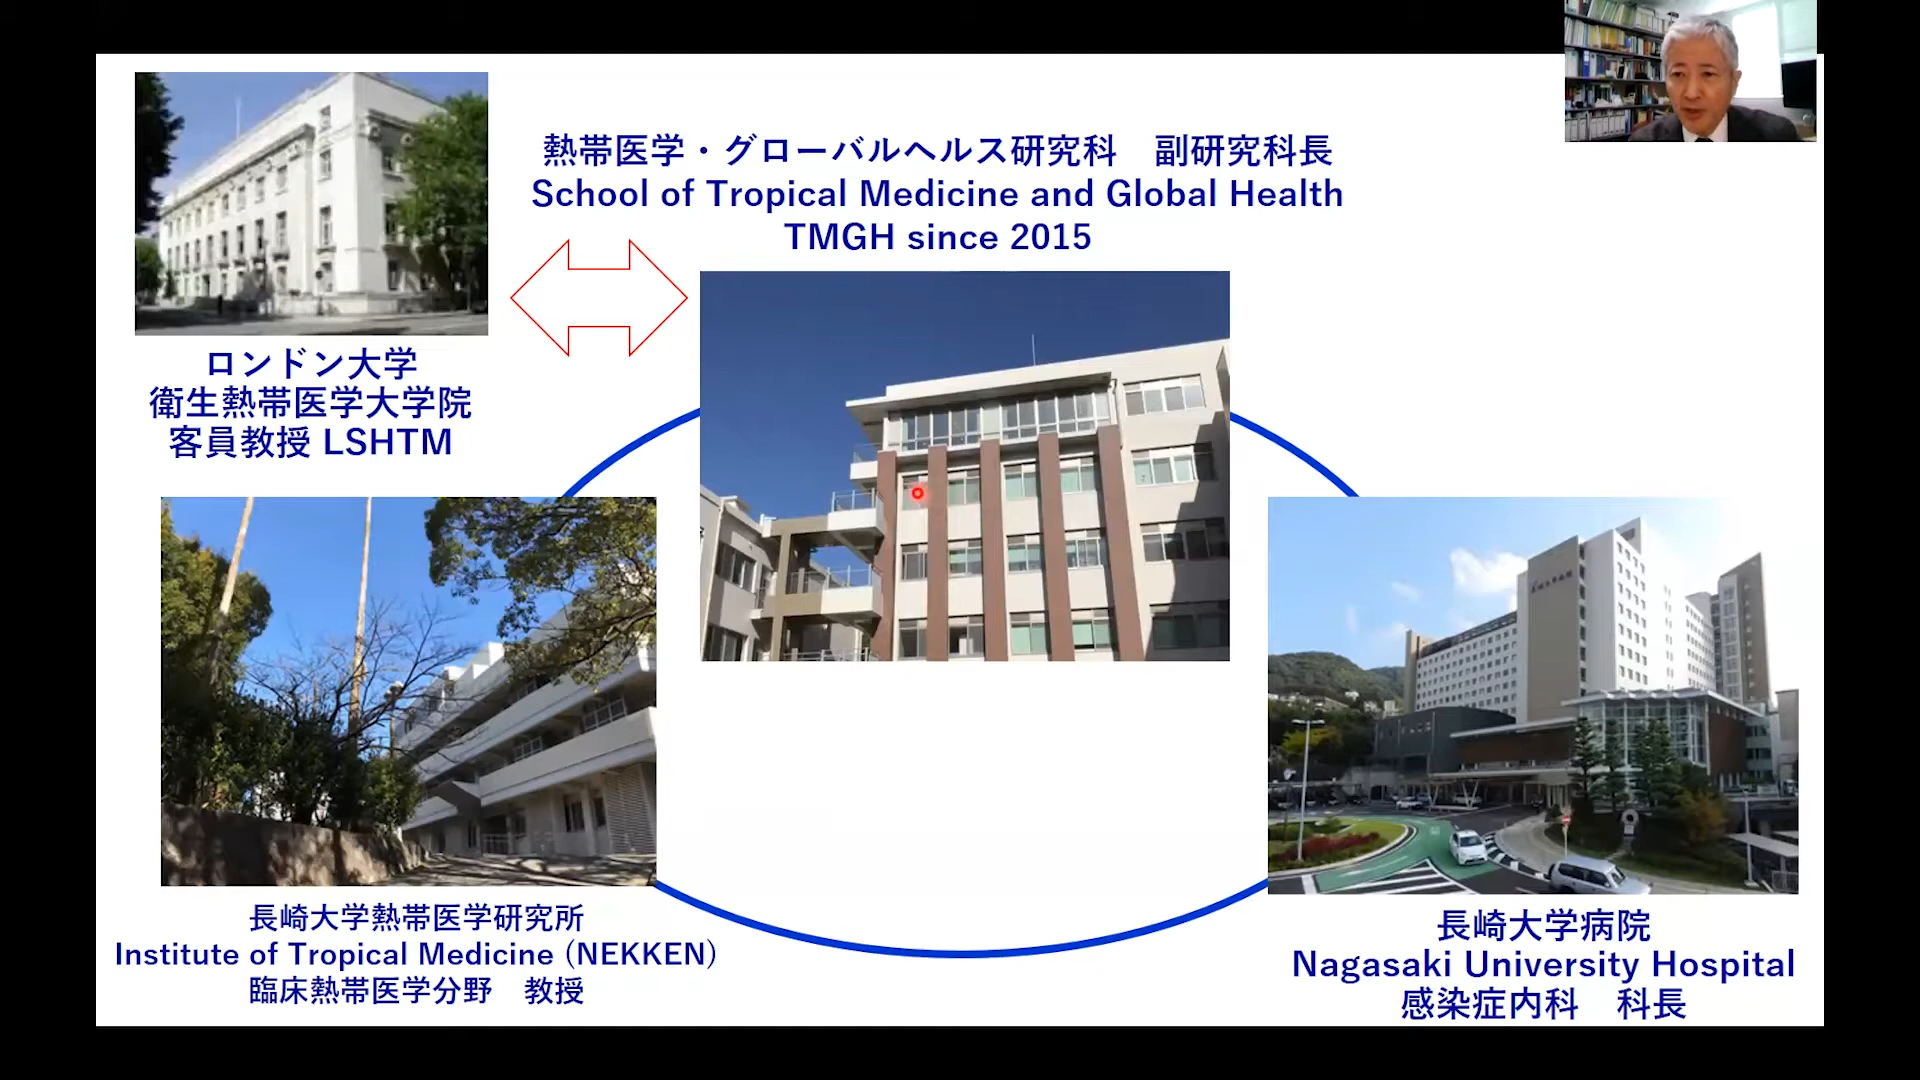 熱帯医学・グローバルヘルス研究科　副研究科長
School of Tropical Medicine and Global Health
TMGH since 2015
ロンドン大学
衛生熱帯医学大学院
客員教授 LSHTM
長崎大学熱帯医学研究所
Institute of Tropical Medicine (NEKKEN)
臨床熱帯医学分野　教授
長崎大学病院
Nagasaki University Hospital
感染症内科　科長